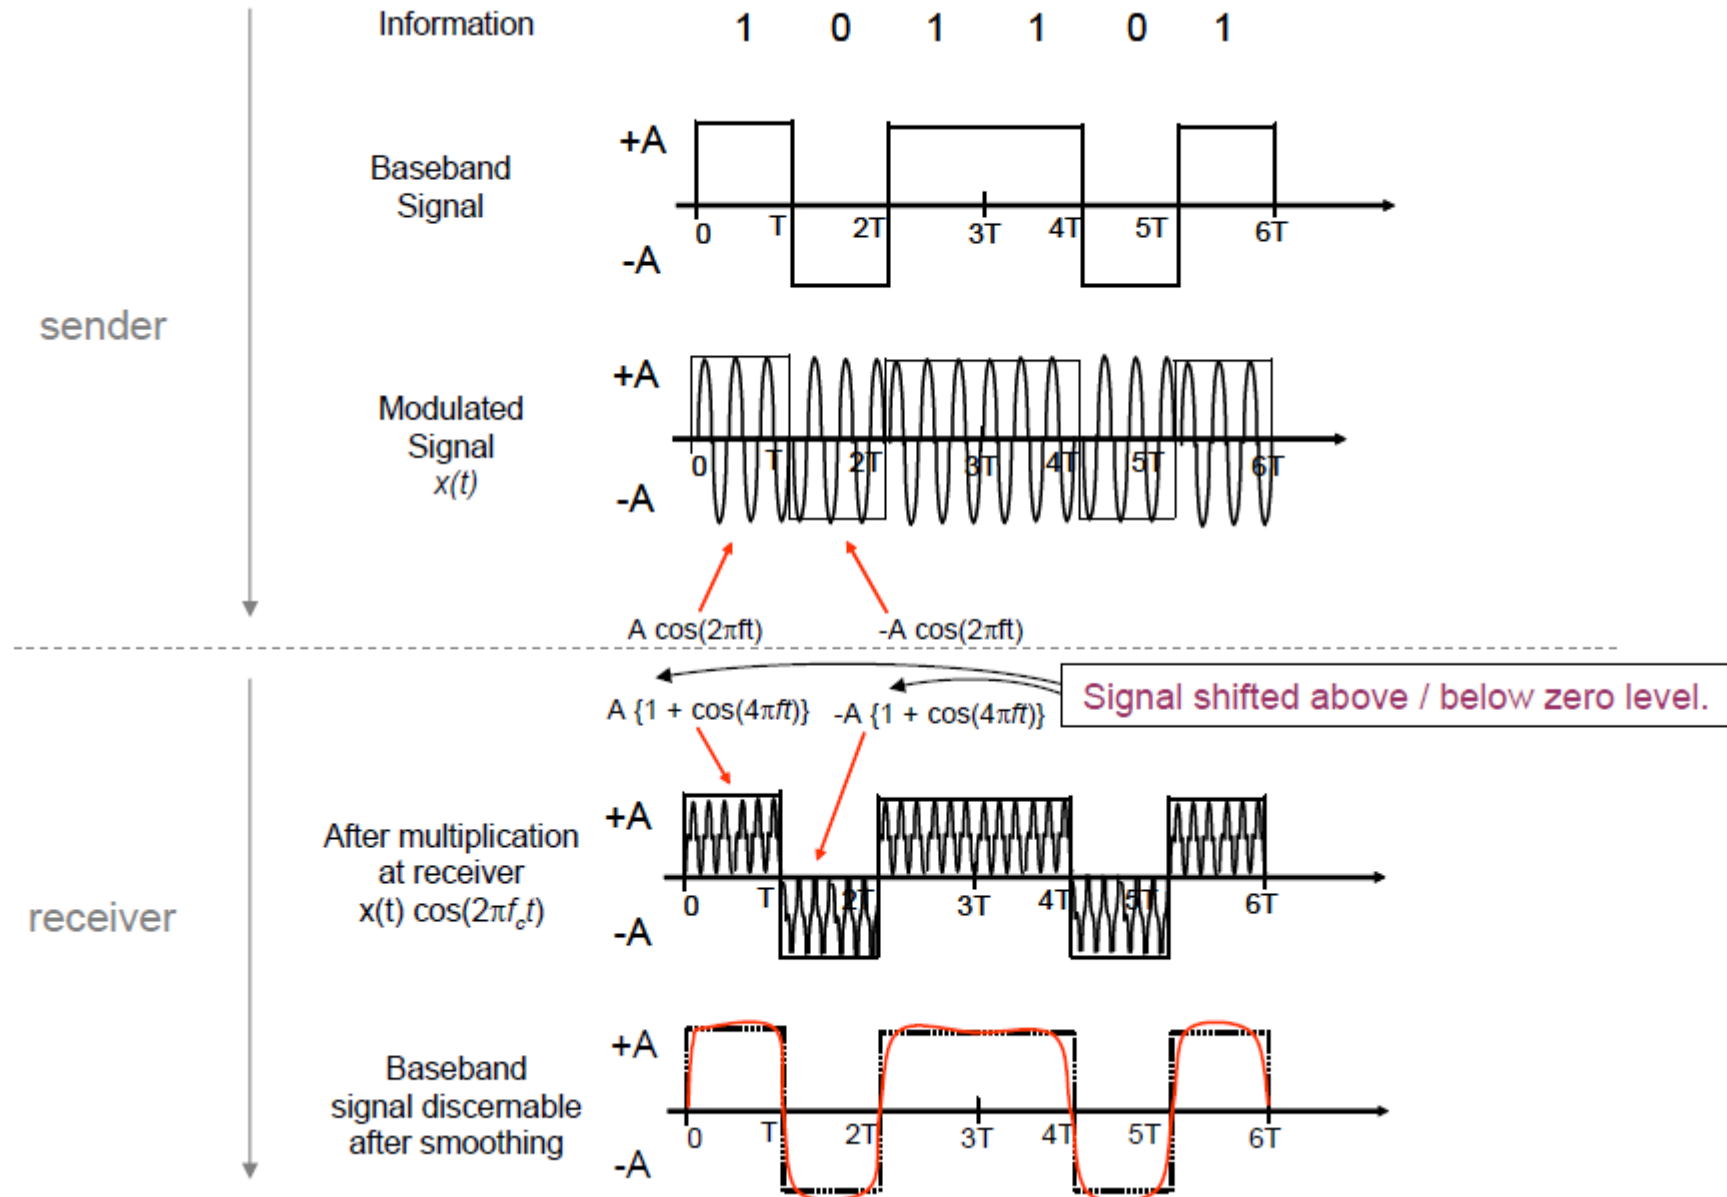 Information 1 0 1 1 0 1
+A
Baseband
Signal
0 T 2T 3T 4T 5T 6T
-A
sender
+A
Modulated
Signal
x(t)
0 T 2T 3T 4T 5T 6T
-A
A cos(2πft) -A cos(2πft)
Signal shifted above / below zero level.
A {1 + cos(4πft)} -A {1 + cos(4πft)}
+A
After multiplication
at receiver
x(t) cos(2πf_ct)
0 T 2T 3T 4T 5T 6T
receiver
-A
+A
Baseband
signal discernable
after smoothing
0 T 2T 3T 4T 5T 6T
-A